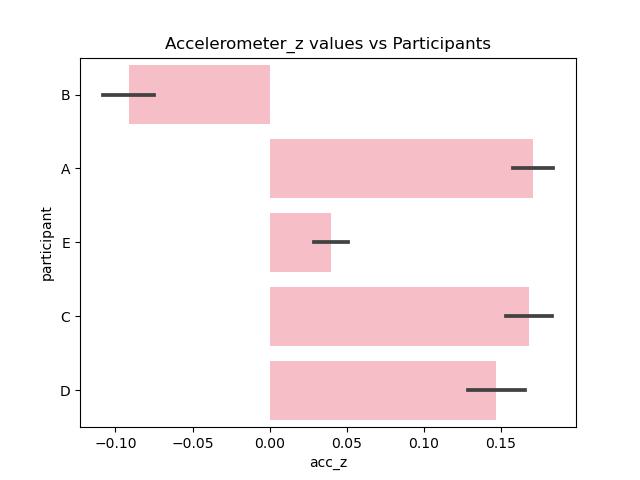 Accelerometer_z values vs Participants
participant
B
A
E
C
D
−0.10 −0.05 0.00 0.05 0.10 0.15
acc_z